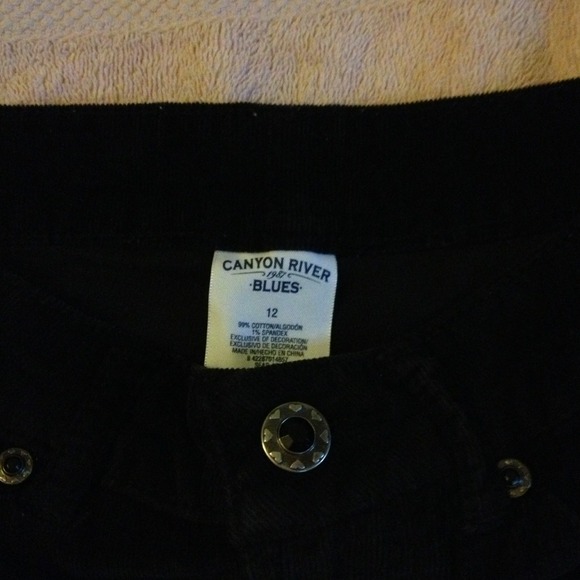 CANYON RIVER
1987
BLUES
12
99% COTTON/ALGODÓN
1% SPANDEX
EXCLUSIVE OF DECORATION/
EXCLUSIVO DE DECORACIÓN
MADE IN/HECHO EN CHINA